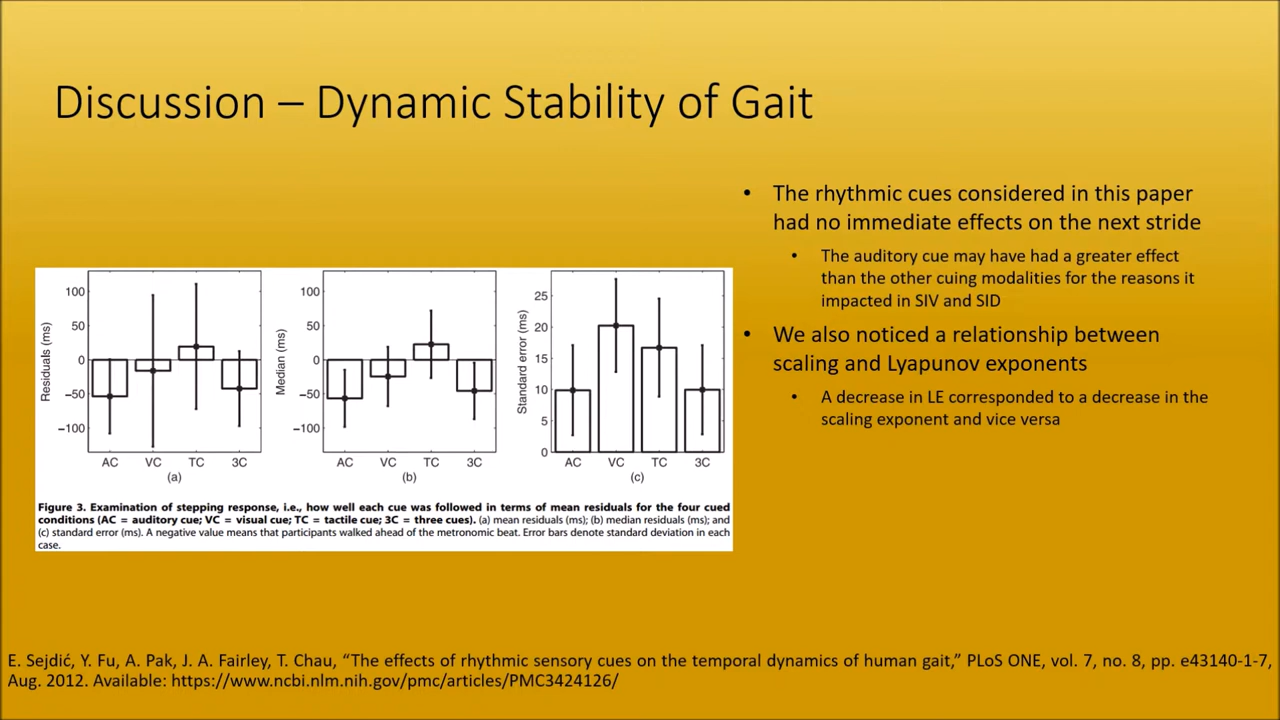 Discussion – Dynamic Stability of Gait
• The rhythmic cues considered in this paper
had no immediate effects on the next stride
• The auditory cue may have had a greater effect
than the other cuing modalities for the reasons it
impacted in SIV and SID
• We also noticed a relationship between
scaling and Lyapunov exponents
• A decrease in LE corresponded to a decrease in the
scaling exponent and vice versa
Residuals (ms)
100
50
0
−50
−100
AC VC TC 3C
(a)
Median (ms)
100
50
0
−50
−100
AC VC TC 3C
(b)
Standard error (ms)
25
20
15
10
5
0
AC VC TC 3C
(c)
Figure 3. Examination of stepping response, i.e., how well each cue was followed in terms of mean residuals for the four cued
conditions (AC = auditory cue; VC = visual cue; TC = tactile cue; 3C = three cues). (a) mean residuals (ms); (b) median residuals (ms); and
(c) standard error (ms). A negative value means that participants walked ahead of the metronomic beat. Error bars denote standard deviation in each
case.
E. Sejdić, Y. Fu, A. Pak, J. A. Fairley, T. Chau, “The effects of rhythmic sensory cues on the temporal dynamics of human gait,” PLoS ONE, vol. 7, no. 8, pp. e43140-1-7,
Aug. 2012. Available: https://www.ncbi.nlm.nih.gov/pmc/articles/PMC3424126/